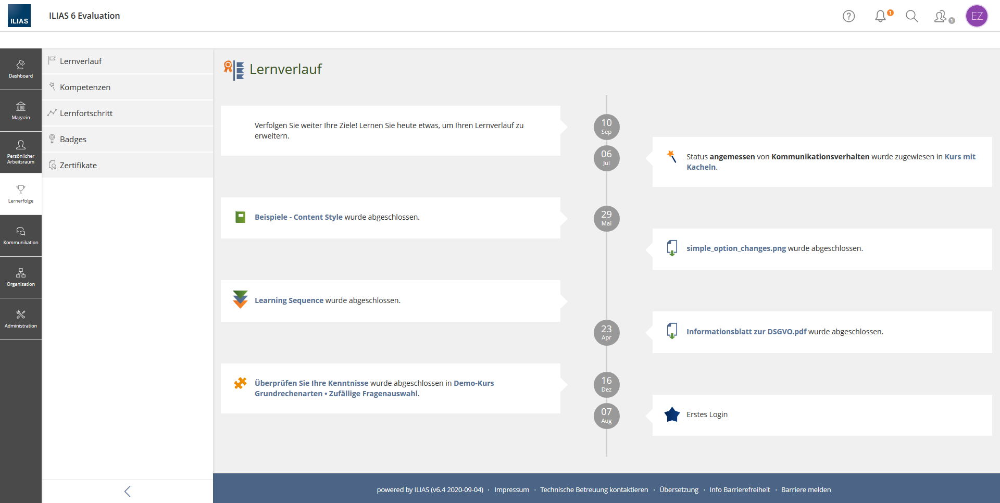 ILIAS
ILIAS 6 Evaluation
1
1
EZ
Dashboard
Magazin
Persönlicher
Arbeitsraum
Lernerfolge
Kommunikation
Organisation
Administration
Lernverlauf
Kompetenzen
Lernfortschritt
Badges
Zertifikate
Lernverlauf
Verfolgen Sie weiter Ihre Ziele! Lernen Sie heute etwas, um Ihren Lernverlauf zu
erweitern.
10
Sep
06
Jul
Status angemessen von Kommunikationsverhalten wurde zugewiesen in Kurs mit
Kacheln.
Beispiele - Content Style wurde abgeschlossen.
29
Mai
simple_option_changes.png wurde abgeschlossen.
Learning Sequence wurde abgeschlossen.
23
Apr
Informationsblatt zur DSGVO.pdf wurde abgeschlossen.
Überprüfen Sie Ihre Kenntnisse wurde abgeschlossen in Demo-Kurs
Grundrechenarten • Zufällige Fragenauswahl.
16
Dez
07
Aug
Erstes Login
powered by ILIAS (v6.4 2020-09-04) · Impressum · Technische Betreuung kontaktieren · Übersetzung · Info Barrierefreiheit · Barriere melden